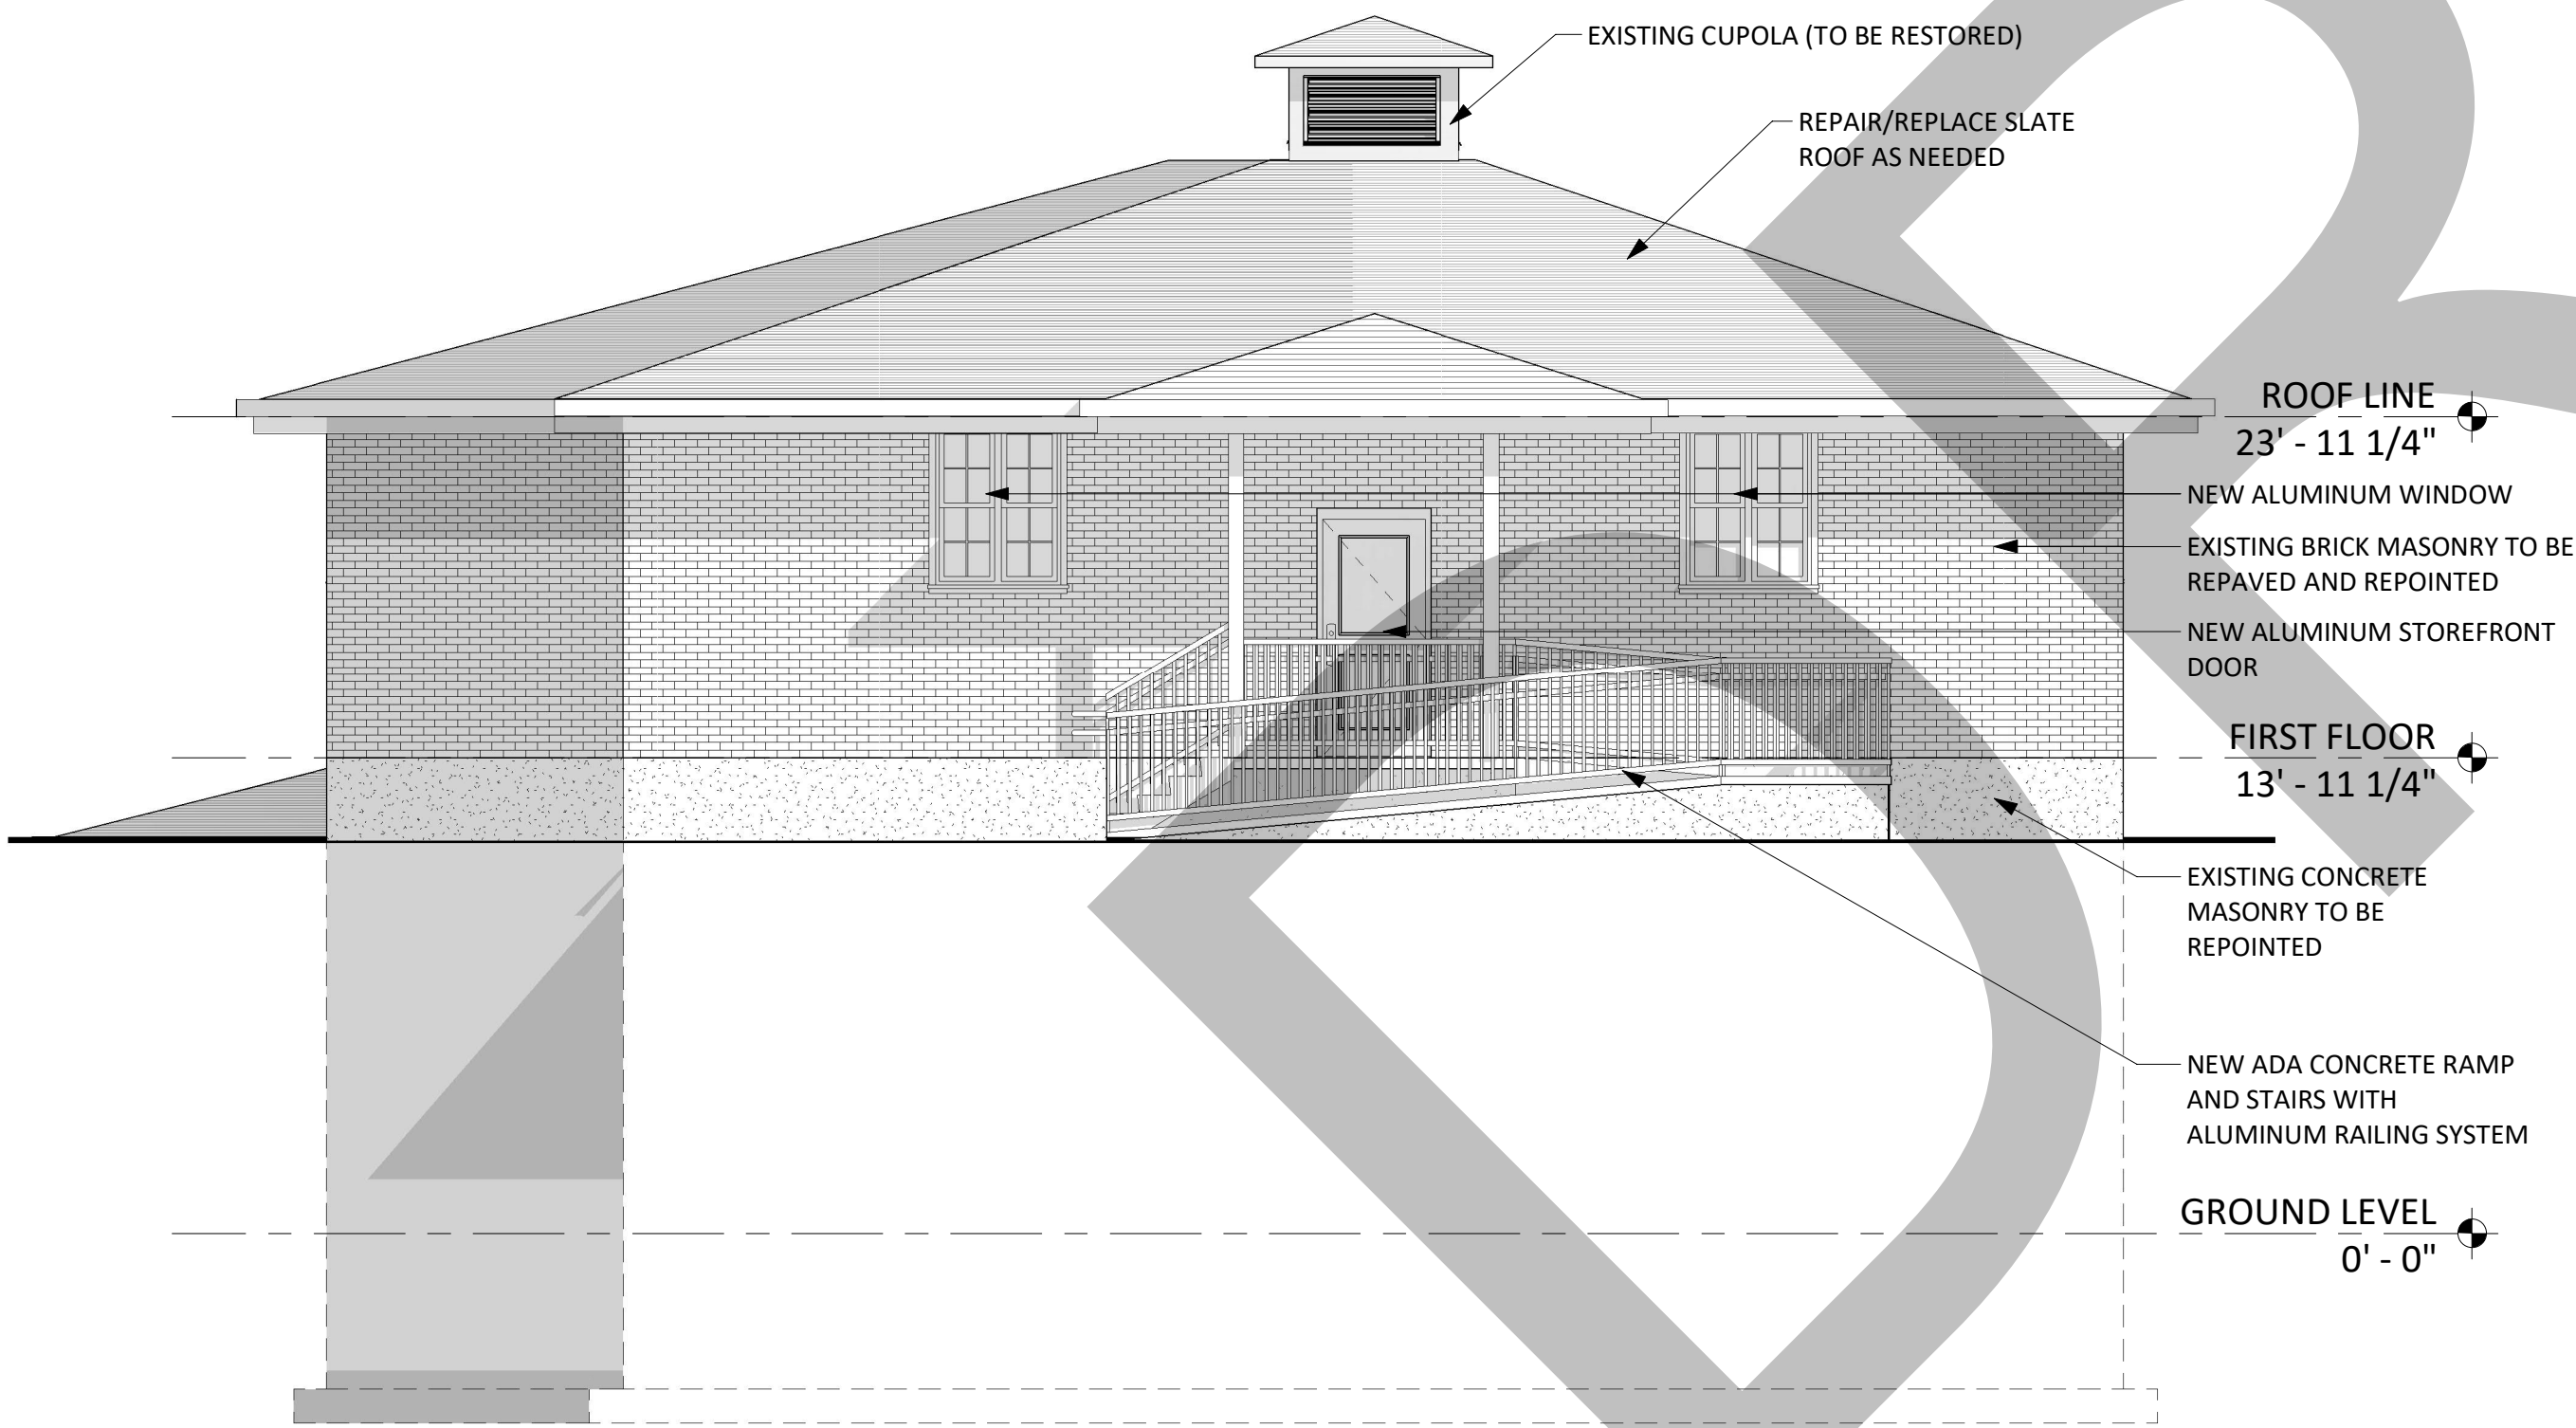 EXISTING CUPOLA (TO BE RESTORED)
REPAIR/REPLACE SLATE
ROOF AS NEEDED
ROOF LINE
23' - 11 1/4"
NEW ALUMINUM WINDOW
EXISTING BRICK MASONRY TO BE
REPAVED AND REPOINTED
NEW ALUMINUM STOREFRONT
DOOR
FIRST FLOOR
13' - 11 1/4"
EXISTING CONCRETE
MASONRY TO BE
REPOINTED
NEW ADA CONCRETE RAMP
AND STAIRS WITH
ALUMINUM RAILING SYSTEM
GROUND LEVEL
0' - 0"